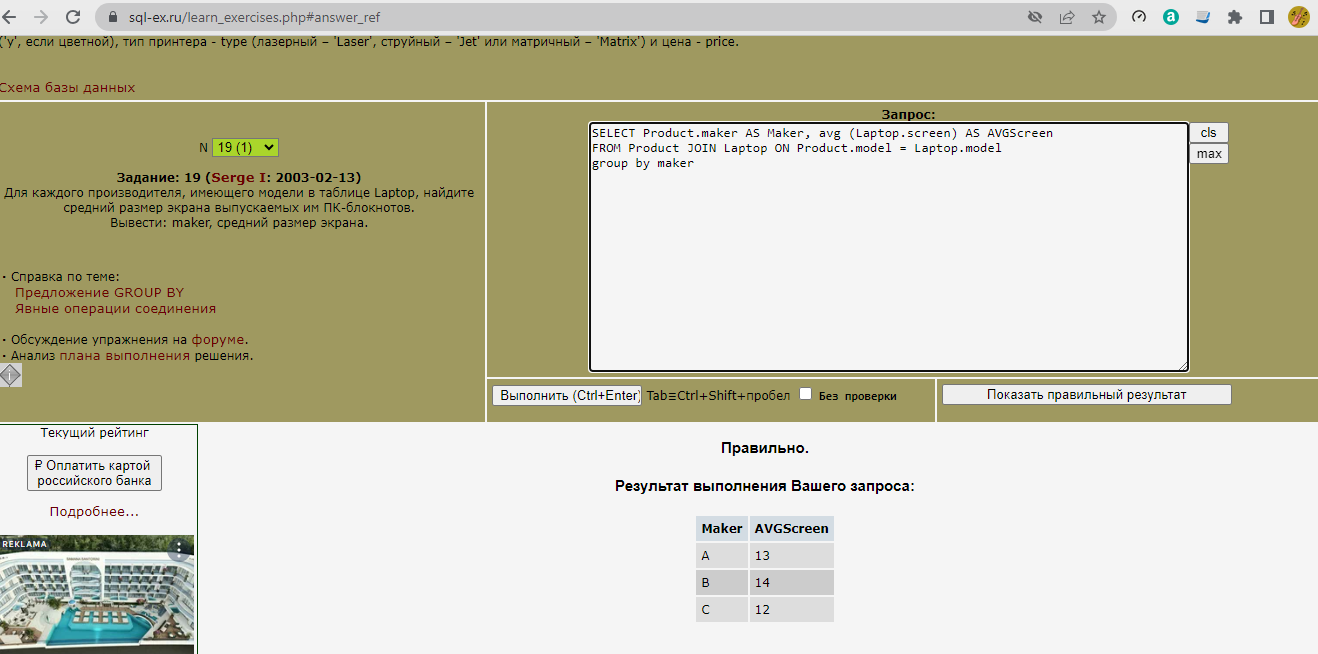 sql-ex.ru/learn_exercises.php#answer_ref
('y', если цветной), тип принтера - type (лазерный – 'Laser', струйный – 'Jet' или матричный – 'Matrix') и цена - price.
Схема базы данных
N 19 (1)
Задание: 19 (Serge I: 2003-02-13)
Для каждого производителя, имеющего модели в таблице Laptop, найдите
средний размер экрана выпускаемых им ПК-блокнотов.
Вывести: maker, средний размер экрана.
· Справка по теме:
Предложение GROUP BY
Явные операции соединения
· Обсуждение упражнения на форуме.
· Анализ плана выполнения решения.
Запрос:
SELECT Product.maker AS Maker, avg (Laptop.screen) AS AVGScreen
FROM Product JOIN Laptop ON Product.model = Laptop.model
group by maker
cls
max
Выполнить (Ctrl+Enter) Tab≡Ctrl+Shift+пробел Без проверки
Показать правильный результат
Текущий рейтинг
₽ Оплатить картой
российского банка
Подробнее...
REKLAMA
Правильно.
Результат выполнения Вашего запроса:
Maker AVGScreen
A 13
B 14
C 12